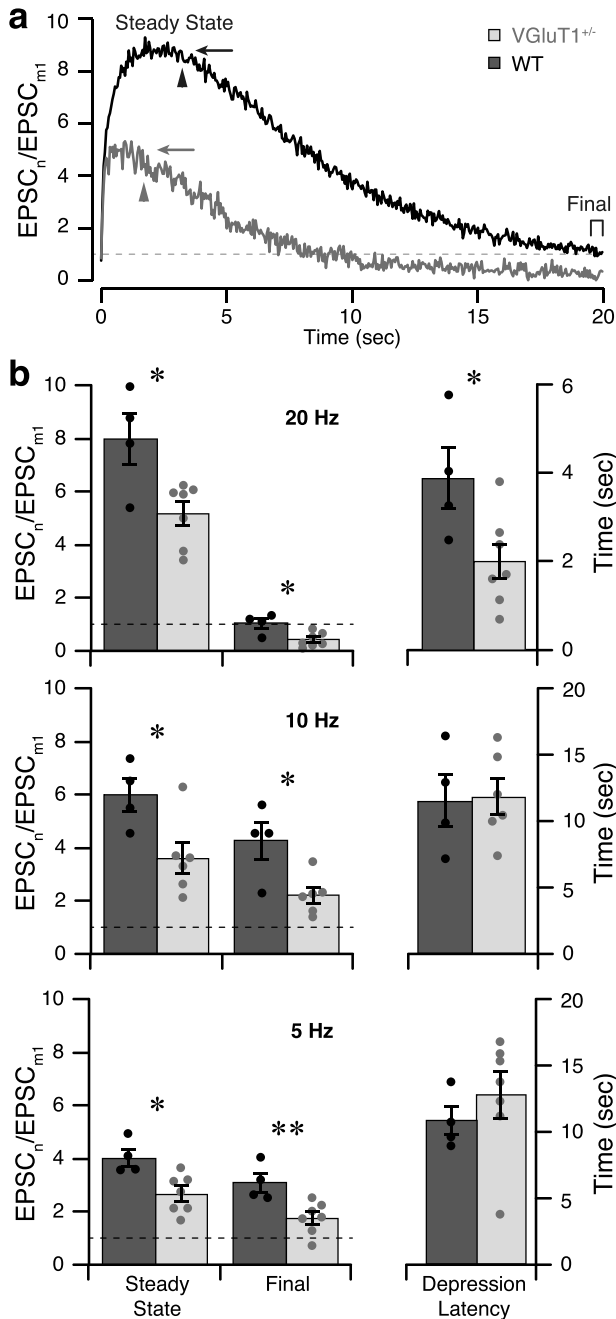 a
Steady State
VGluT1+/-
WT
10
8
6
4
2
0
EPSCn/EPSCm1
Final
0
5
10
15
20
Time (sec)
b
10
8
6
4
2
0
EPSCn/EPSCm1
*
20 Hz
*
*
6
4
2
0
Time (sec)
10
8
6
4
2
0
EPSCn/EPSCm1
*
10 Hz
*
20
15
10
5
0
Time (sec)
10
8
6
4
2
0
EPSCn/EPSCm1
*
5 Hz
**
20
15
10
5
0
Time (sec)
Steady
State
Final
Depression
Latency